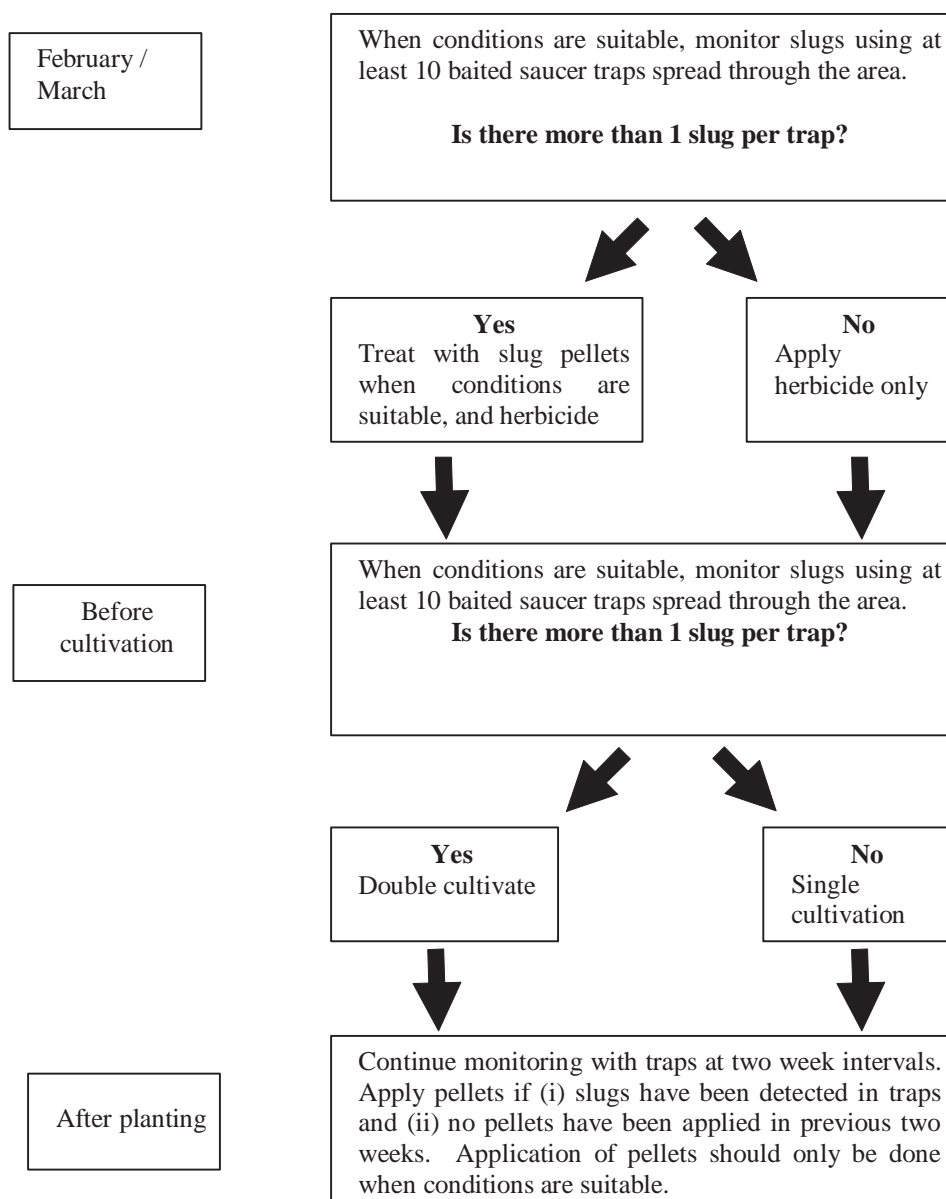 February /
March
When conditions are suitable, monitor slugs using at
least 10 baited saucer traps spread through the area.
Is there more than 1 slug per trap?
Yes
Treat with slug pellets
when conditions are
suitable, and herbicide
No
Apply
herbicide only
Before
cultivation
When conditions are suitable, monitor slugs using at
least 10 baited saucer traps spread through the area.
Is there more than 1 slug per trap?
Yes
Double cultivate
No
Single
cultivation
After planting
Continue monitoring with traps at two week intervals.
Apply pellets if (i) slugs have been detected in traps
and (ii) no pellets have been applied in previous two
weeks. Application of pellets should only be done
when conditions are suitable.